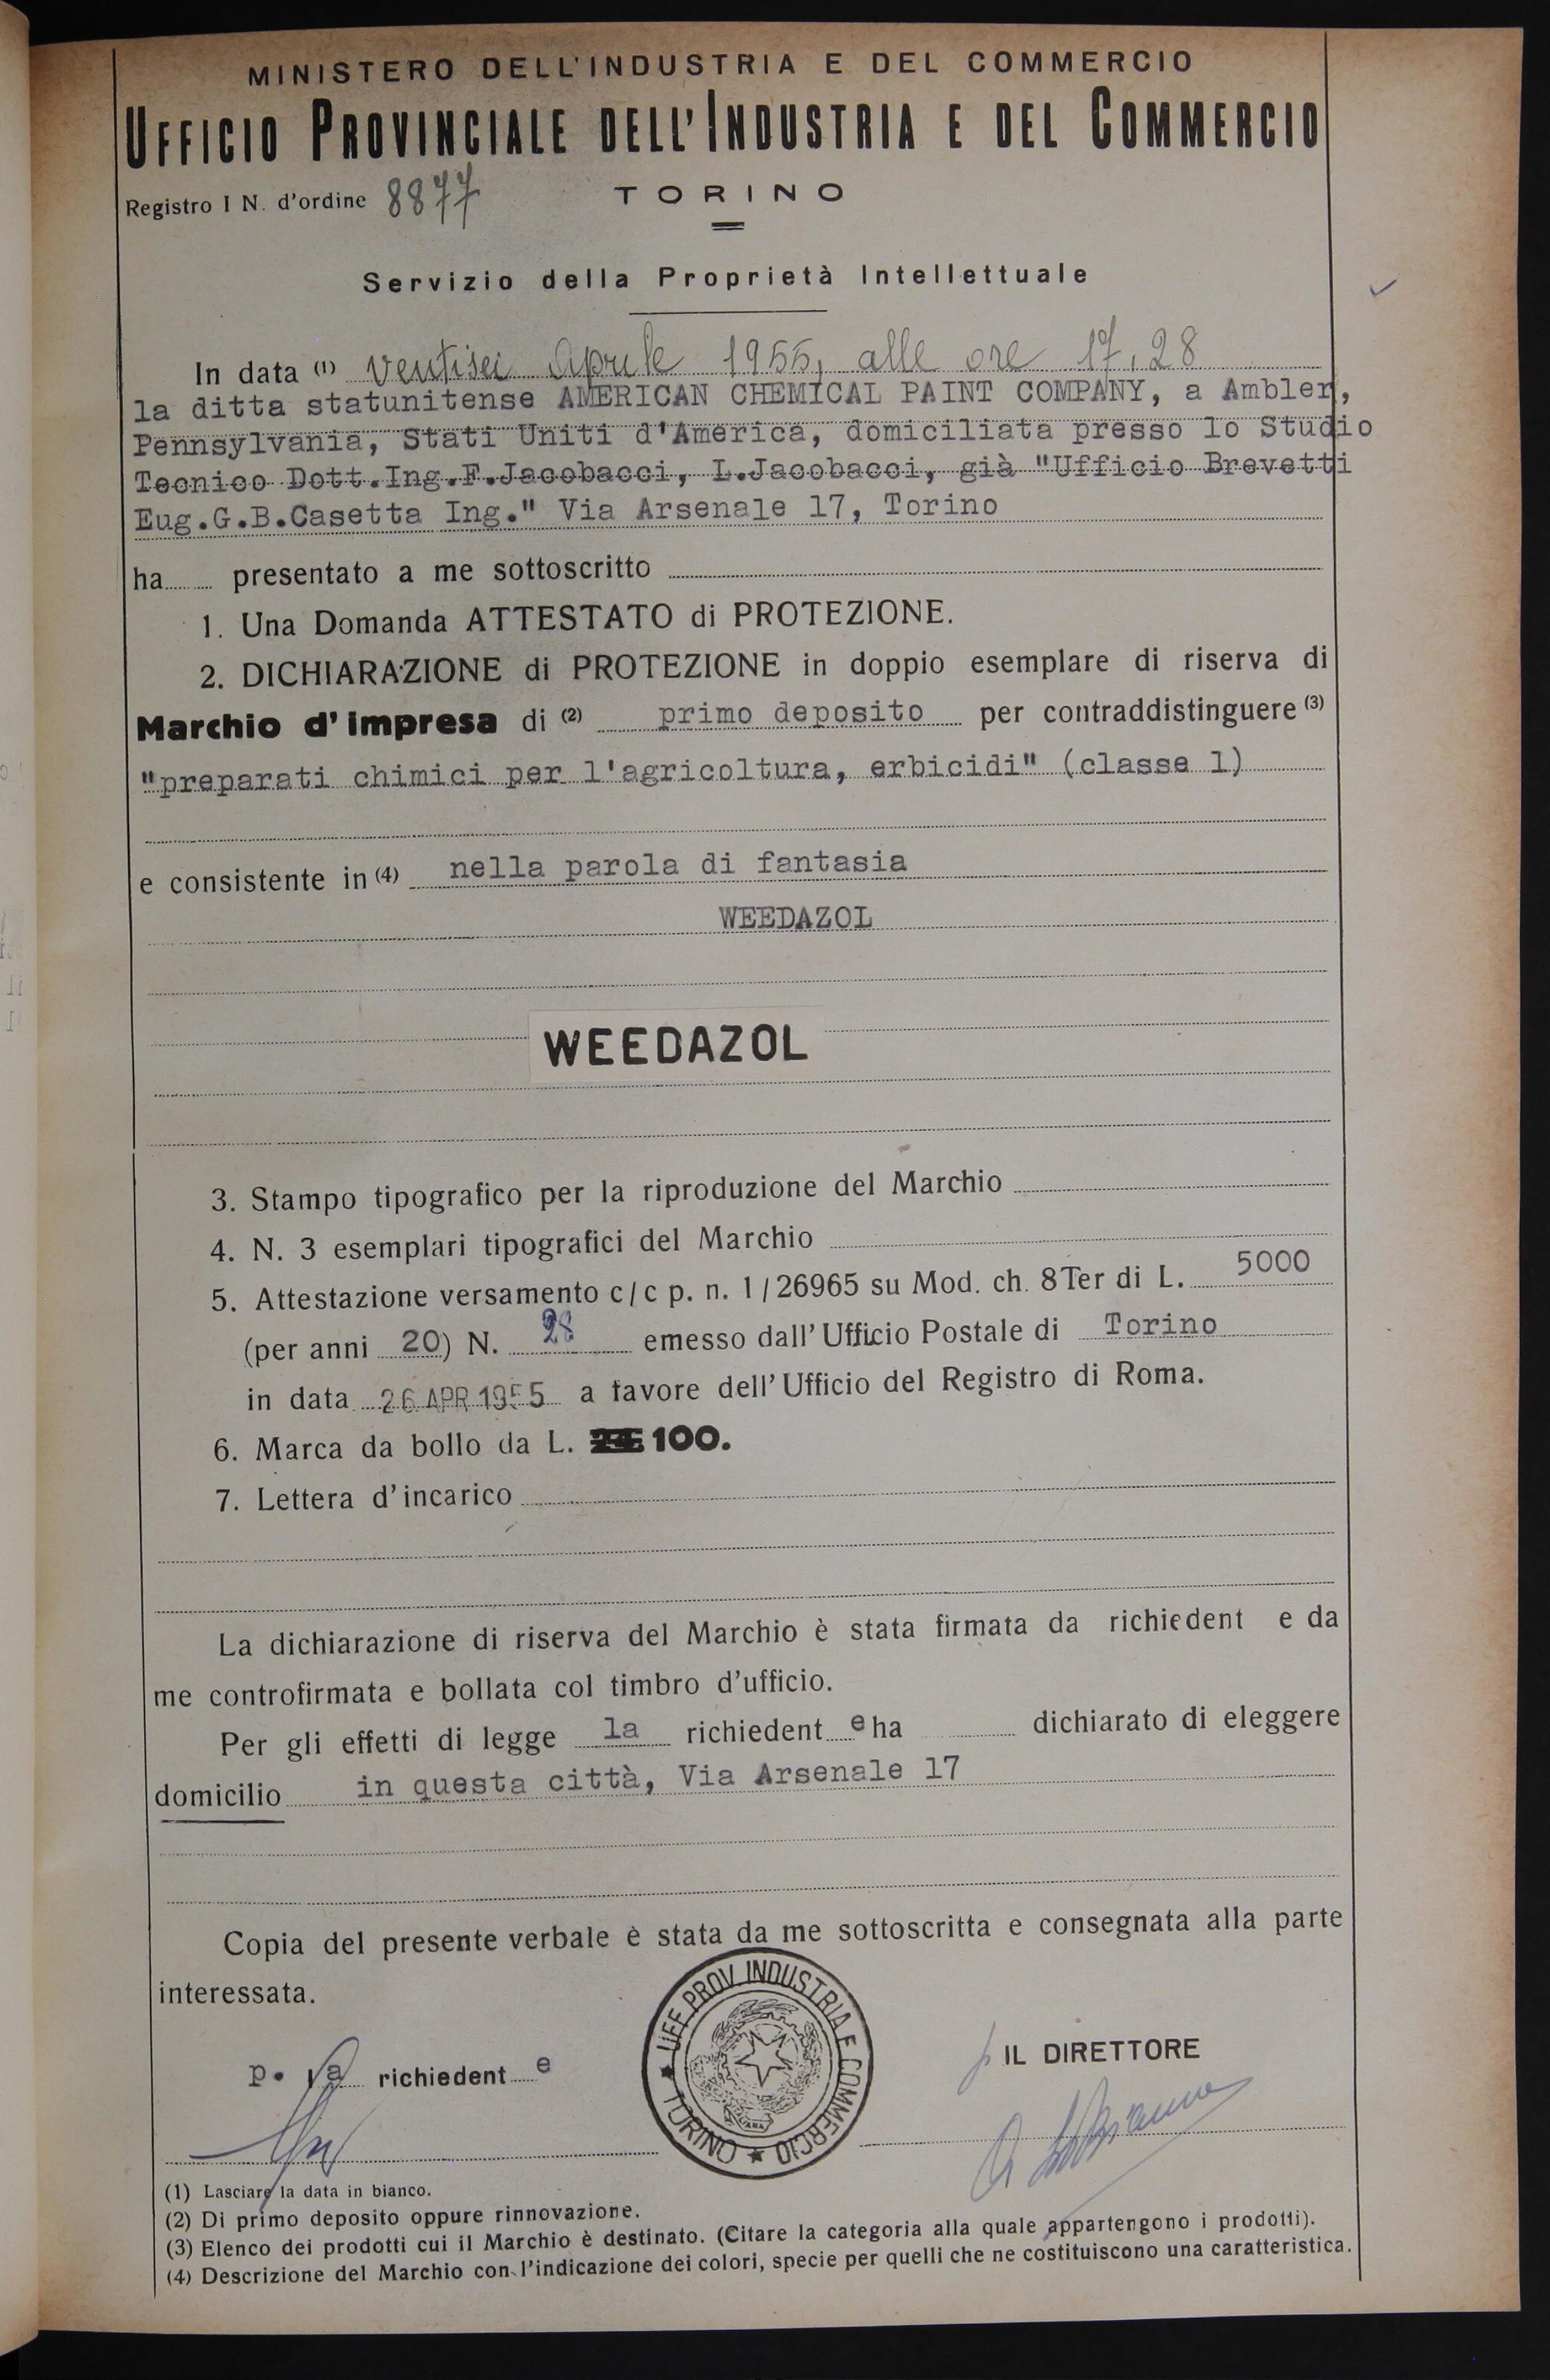 MINISTERO DELL'INDUSTRIA E DEL COMMERCIO
UFFICIO PROVINCIALE DELL'INDUSTRIA E DEL COMMERCIO
Registro I N. d'ordine 8877 TORINO
Servizio della Proprietà Intellettuale
In data (1) ventisei Aprile 1955, alle ore 17,28
la ditta statunitense AMERICAN CHEMICAL PAINT COMPANY, a Ambler,
Pennsylvania, Stati Uniti d'America, domiciliata presso lo Studio
Tecnico Dott.Ing.F.Jacobacci, L.Jacobacci, già "Ufficio Brevetti
Eug.G.B.Casetta Ing." Via Arsenale 17, Torino
ha presentato a me sottoscritto
1. Una Domanda ATTESTATO di PROTEZIONE.
2. DICHIARAZIONE di PROTEZIONE in doppio esemplare di riserva di
Marchio d'impresa di (2) primo deposito per contraddistinguere (3)
"preparati chimici per l'agricoltura, erbicidi" (classe 1)
e consistente in (4) nella parola di fantasia
WEEDAZOL
WEEDAZOL
3. Stampo tipografico per la riproduzione del Marchio
4. N. 3 esemplari tipografici del Marchio
5. Attestazione versamento c/c p. n. 1/26965 su Mod. ch. 8 Ter di L. 5000
(per anni 20) N. 28 emesso dall'Ufficio Postale di Torino
in data 26 APR 1955 a favore dell'Ufficio del Registro di Roma.
6. Marca da bollo da L. 100.
7. Lettera d'incarico
La dichiarazione di riserva del Marchio è stata firmata da richiedent e da
me controfirmata e bollata col timbro d'ufficio.
Per gli effetti di legge la richiedent e ha dichiarato di eleggere
domicilio in questa città, Via Arsenale 17
Copia del presente verbale è stata da me sottoscritta e consegnata alla parte
interessata.
UFF. PROV. INDUSTRIA E COMMERCIO
TORINO
p. la richiedent e
IL DIRETTORE
(1) Lasciare la data in bianco.
(2) Di primo deposito oppure rinnovazione.
(3) Elenco dei prodotti cui il Marchio è destinato. (Citare la categoria alla quale appartengono i prodotti).
(4) Descrizione del Marchio con l'indicazione dei colori, specie per quelli che ne costituiscono una caratteristica.